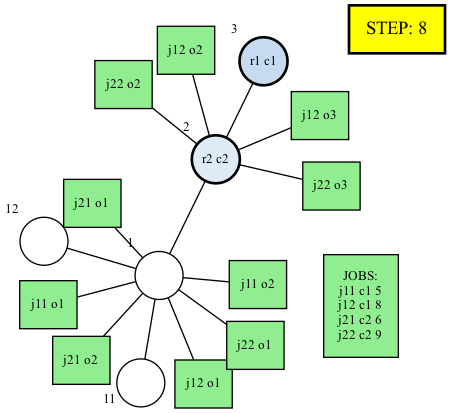 3
STEP: 8
j12 o2
r1 c1
j22 o2
j12 o3
2
r2 c2
j22 o3
j21 o1
12
1
j11 o2
j11 o1
JOBS:
j11 c1 5
j12 c1 8
j21 c2 6
j22 c2 9
j22 o1
j21 o2
j12 o1
11